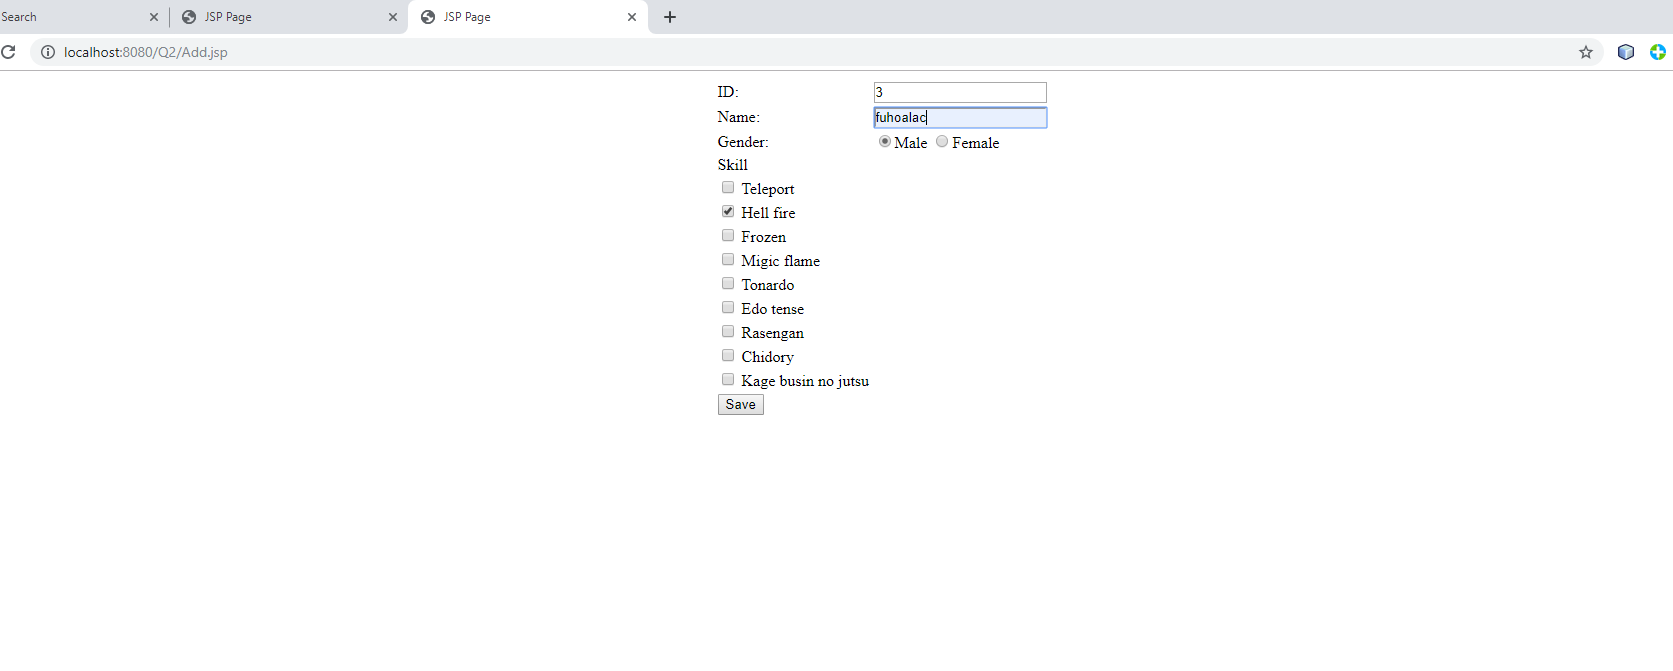 Search JSP Page JSP Page
localhost:8080/Q2/Add.jsp
ID: 3
Name: fuhoalac
Gender: Male Female
Skill
Teleport
Hell fire
Frozen
Migic flame
Tonardo
Edo tense
Rasengan
Chidory
Kage busin no jutsu
Save